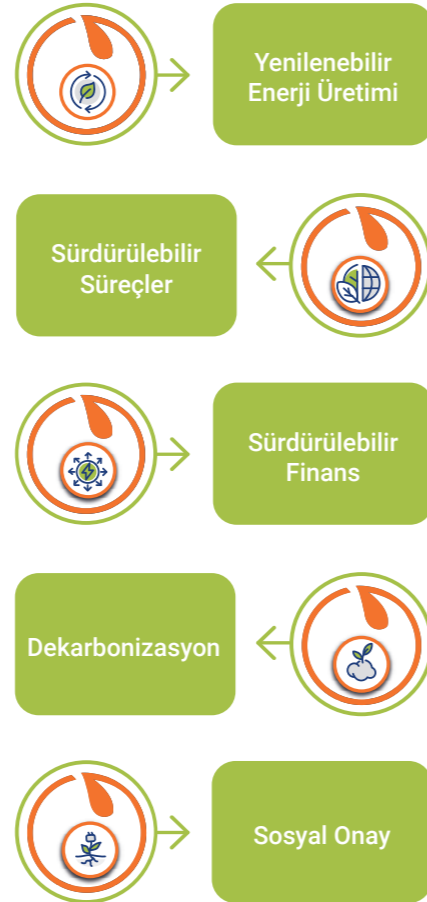 Yenilenebilir
Enerji Üretimi
Sürdürülebilir
Süreçler
Sürdürülebilir
Finans
Dekarbonizasyon
Sosyal Onay